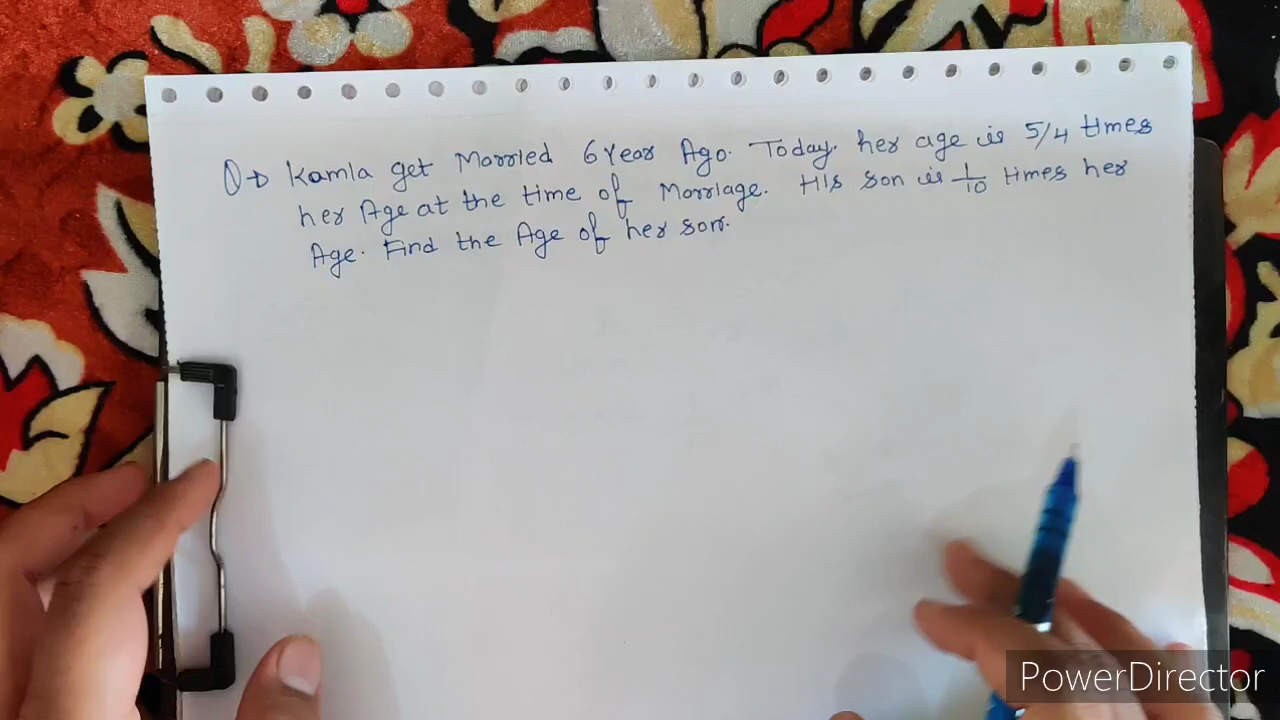 Q→ Kamla get Married 6 Year Ago. Today her age is 5/4 times
her Age at the time of Marriage. His son is 1/10 times her
Age. Find the Age of her son.
PowerDirector